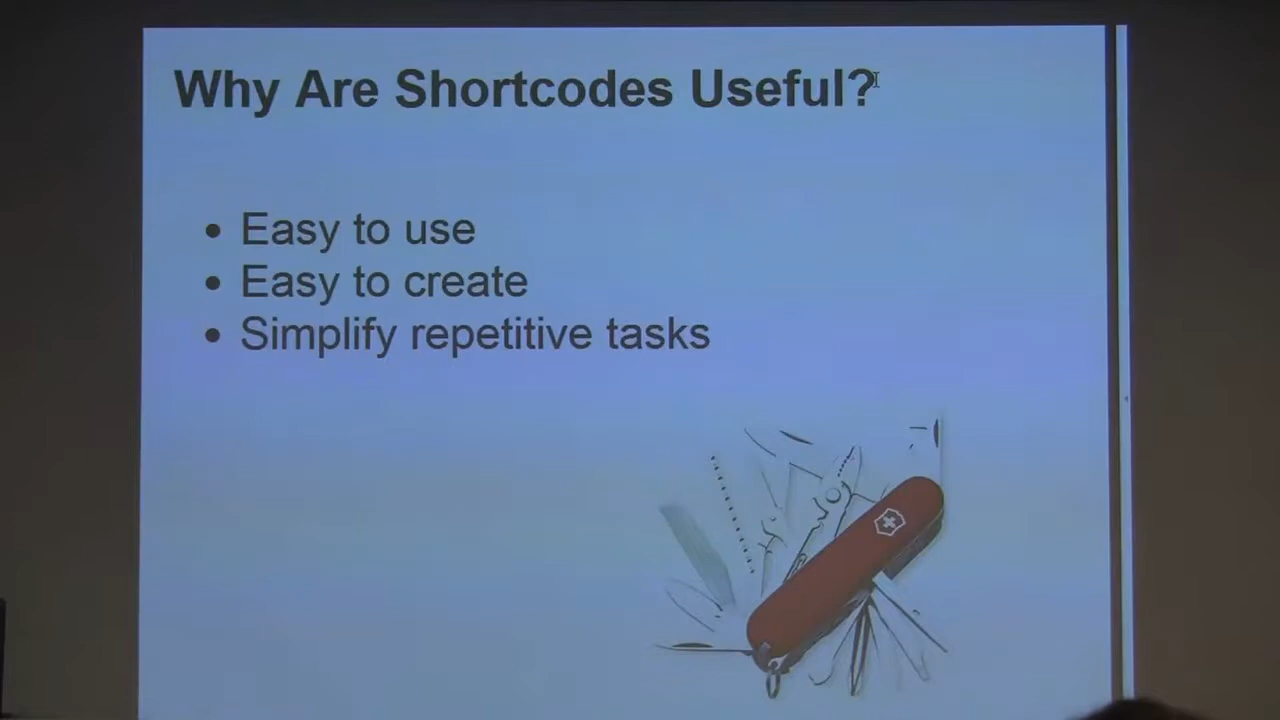 Why Are Shortcodes Useful?
• Easy to use
• Easy to create
• Simplify repetitive tasks